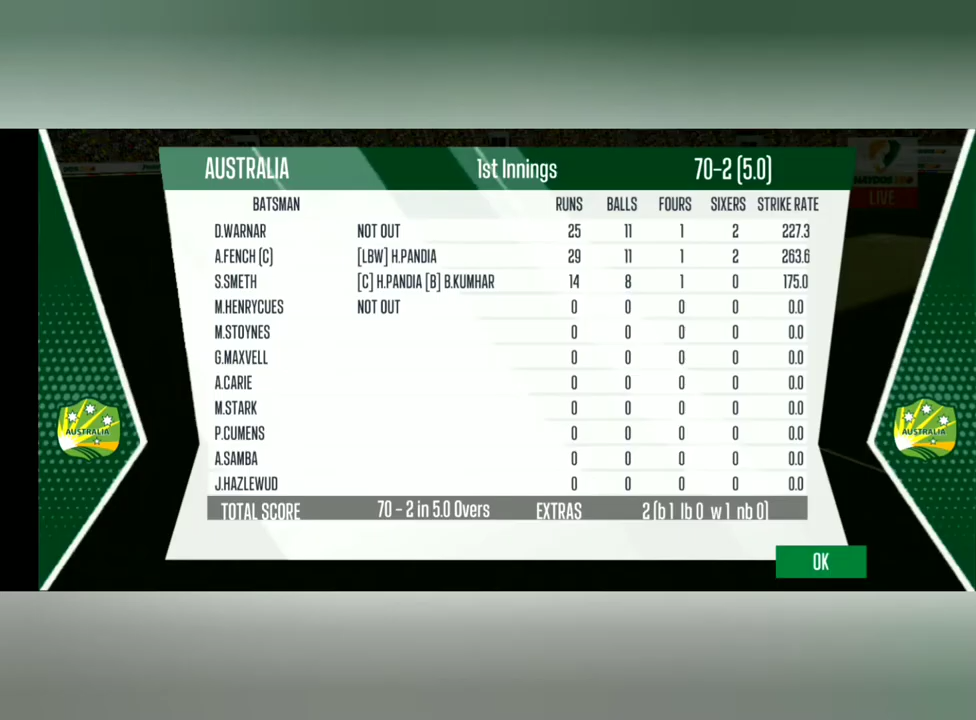 AUSTRALIA 1st Innings 70-2 (5.0)
BATSMAN RUNS BALLS FOURS SIXERS STRIKE RATE
D.WARNAR NOT OUT 25 11 1 2 227.3
A.FENCH (C) [LBW] H.PANDIA 29 11 1 2 263.6
S.SMETH [C] H.PANDIA [B] B.KUMHAR 14 8 1 0 175.0
M.HENRYCUES NOT OUT 0 0 0 0 0.0
M.STOYNES 0 0 0 0 0.0
G.MAXVELL 0 0 0 0 0.0
A.CARIE 0 0 0 0 0.0
M.STARK 0 0 0 0 0.0
P.CUMENS 0 0 0 0 0.0
A.SAMBA 0 0 0 0 0.0
J.HAZLEWUD 0 0 0 0 0.0
TOTAL SCORE 70 - 2 in 5.0 Overs EXTRAS 2 (b 1 lb 0 w 1 nb 0)
OK
AUSTRALIA
AUSTRALIA
LIVE